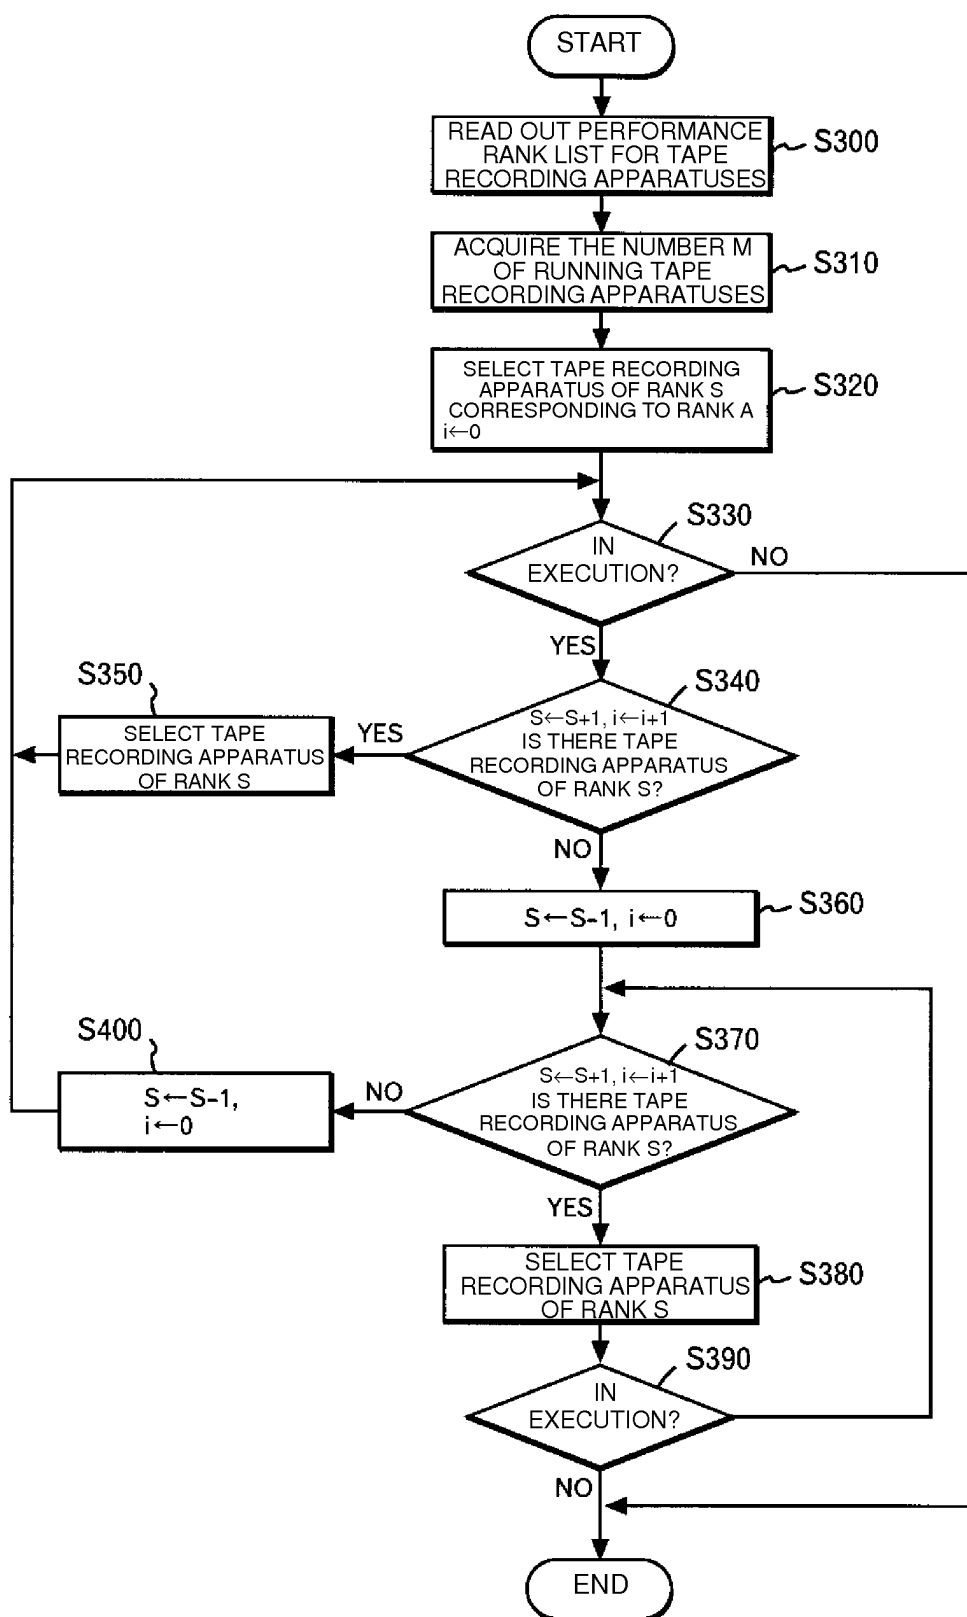 START
READ OUT PERFORMANCE
RANK LIST FOR TAPE
RECORDING APPARATUSES
S300
ACQUIRE THE NUMBER M
OF RUNNING TAPE
RECORDING APPARATUSES
S310
SELECT TAPE RECORDING
APPARATUS OF RANK S
CORRESPONDING TO RANK A
i←0
S320
S330
IN
EXECUTION?
NO
YES
S340
S←S+1, i←i+1
IS THERE TAPE
RECORDING APPARATUS
OF RANK S?
YES
S350
SELECT TAPE
RECORDING APPARATUS
OF RANK S
NO
S←S-1, i←0
S360
S370
S←S+1, i←i+1
IS THERE TAPE
RECORDING APPARATUS
OF RANK S?
NO
S400
S←S-1,
i←0
YES
SELECT TAPE
RECORDING APPARATUS
OF RANK S
S380
S390
IN
EXECUTION?
NO
END